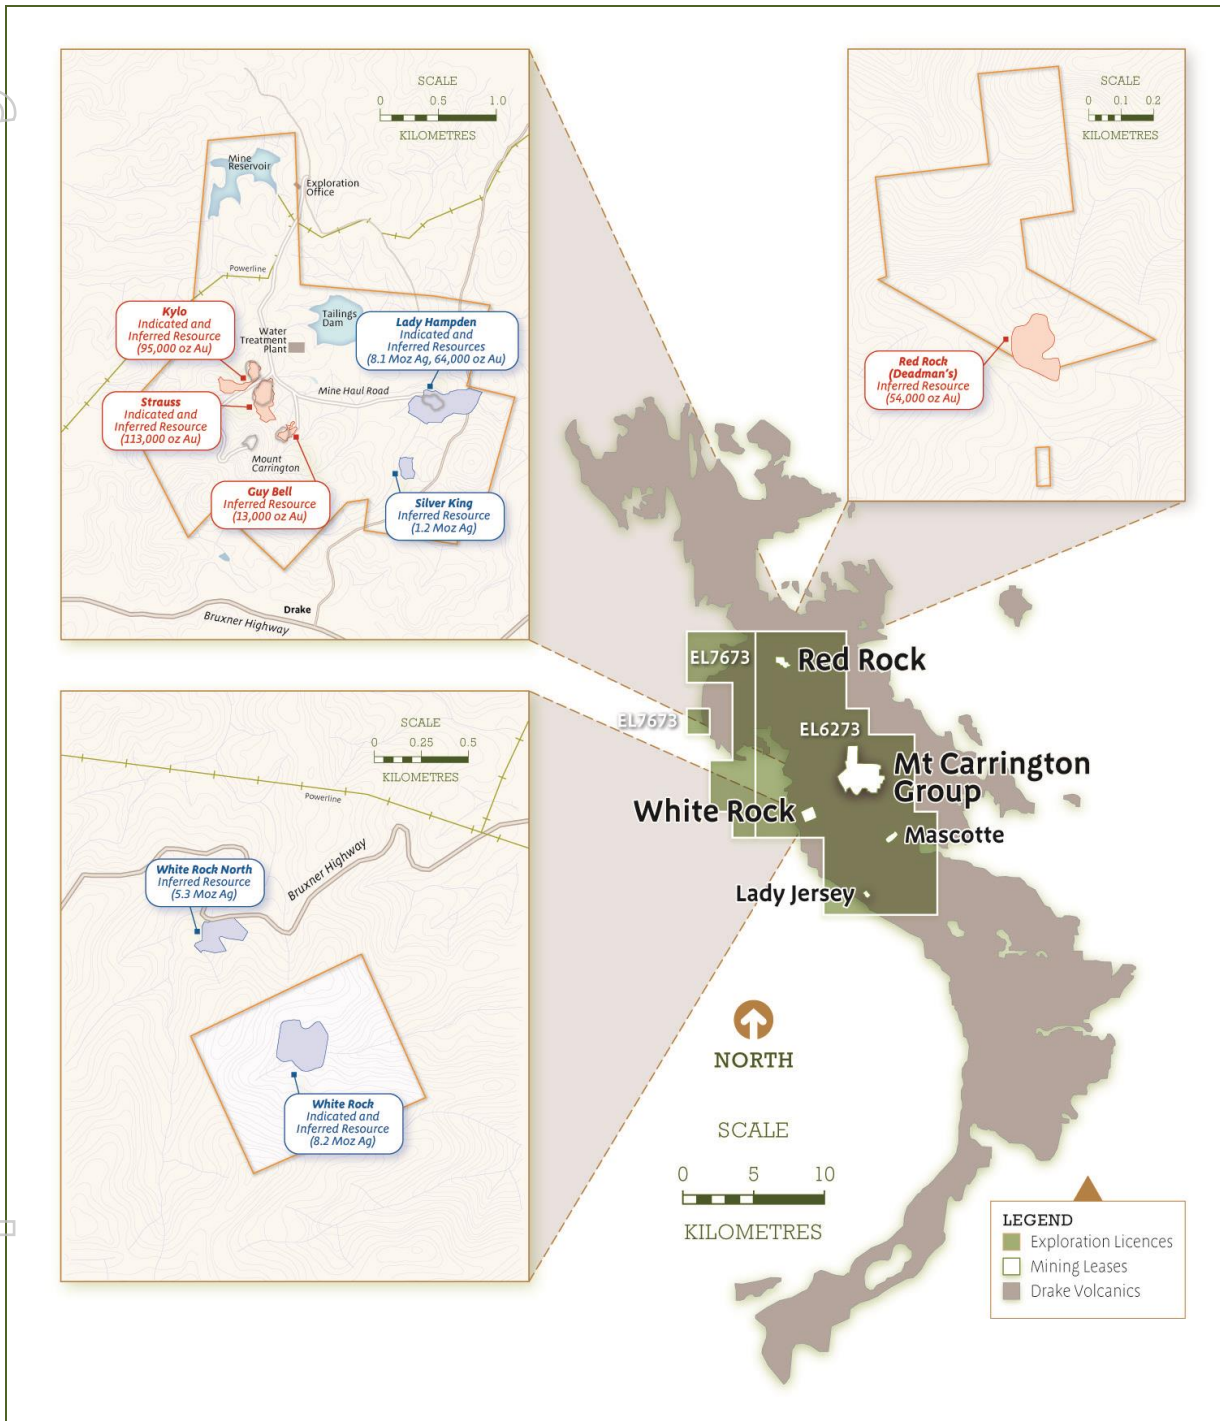 SCALE
0 0.5 1.0
KILOMETRES
Mine
Reservoir
Exploration
Office
Powerline
Kylo
Indicated and
Inferred Resource
(95,000 oz Au)
Water
Treatment
Plant
Tailings
Dam
Lady Hampden
Indicated and
Inferred Resources
(8.1 Moz Ag, 64,000 oz Au)
Mine Haul Road
Strauss
Indicated and
Inferred Resource
(113,000 oz Au)
Mount
Carrington
Guy Bell
Inferred Resource
(13,000 oz Au)
Silver King
Inferred Resource
(1.2 Moz Ag)
Drake
Bruxner Highway
SCALE
0 0.1 0.2
KILOMETRES
Red Rock
(Deadman's)
Inferred Resource
(54,000 oz Au)
SCALE
0 0.25 0.5
KILOMETRES
Powerline
Bruxner Highway
White Rock North
Inferred Resource
(5.3 Moz Ag)
White Rock
Indicated and
Inferred Resource
(8.2 Moz Ag)
EL7673
Red Rock
EL7673
EL6273
Mt Carrington
Group
White Rock
Mascotte
Lady Jersey
NORTH
SCALE
0 5 10
KILOMETRES
LEGEND
Exploration Licences
Mining Leases
Drake Volcanics